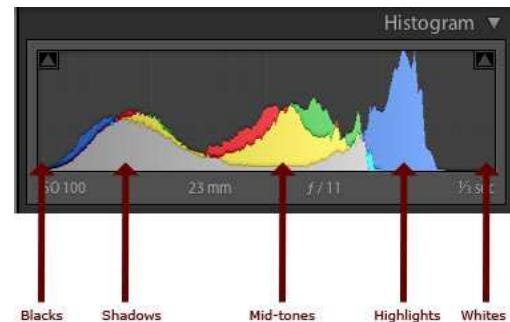 Histogram ▼
ISO 100 23 mm ƒ / 11 ⅓ sec
Blacks Shadows Mid-tones Highlights Whites